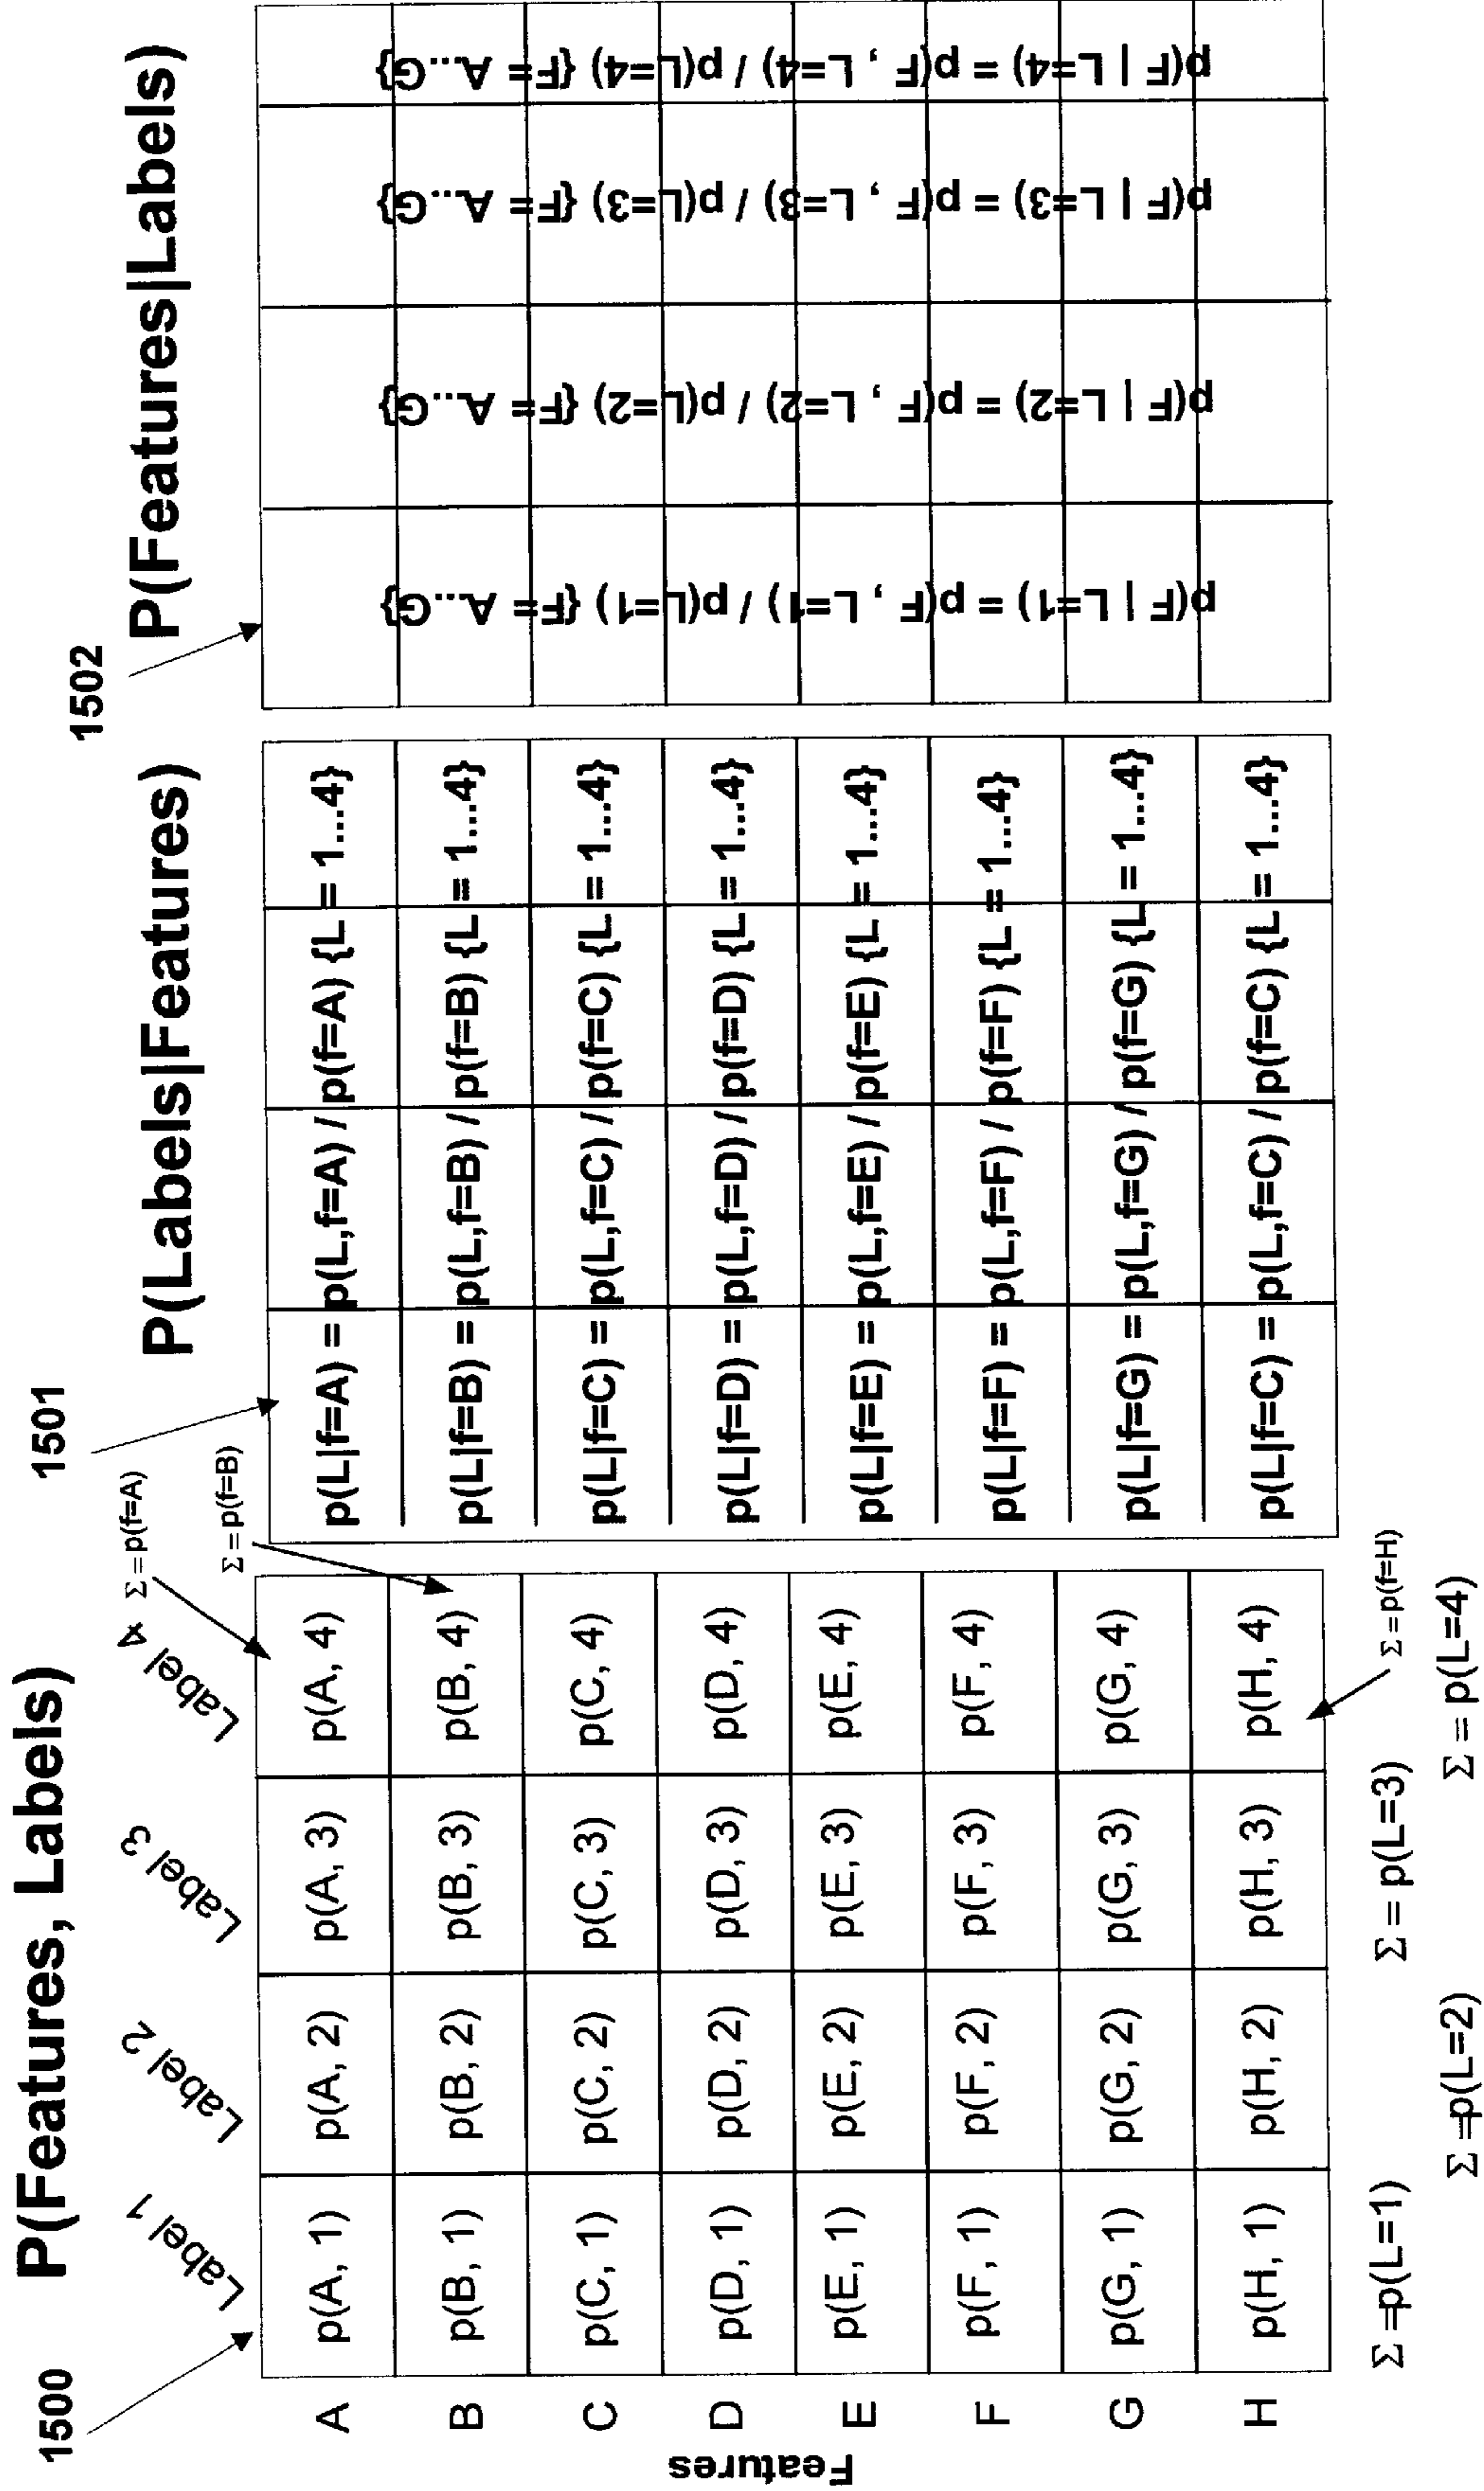 1500
P(Features, Labels)
Label 1
Label 2
Label 3
Label 4
Σ = p(f=A)
Σ = p(f=B)
Features
A p(A, 1) p(A, 2) p(A, 3) p(A, 4)
B p(B, 1) p(B, 2) p(B, 3) p(B, 4)
C p(C, 1) p(C, 2) p(C, 3) p(C, 4)
D p(D, 1) p(D, 2) p(D, 3) p(D, 4)
E p(E, 1) p(E, 2) p(E, 3) p(E, 4)
F p(F, 1) p(F, 2) p(F, 3) p(F, 4)
G p(G, 1) p(G, 2) p(G, 3) p(G, 4)
H p(H, 1) p(H, 2) p(H, 3) p(H, 4)
Σ = p(f=H)
Σ =p(L=1)
Σ =p(L=2)
Σ = p(L=3)
Σ = p(L=4)
1501
P(Labels|Features)
p(L|f=A) = p(L,f=A) / p(f=A) {L = 1...4}
p(L|f=B) = p(L,f=B) / p(f=B) {L = 1...4}
p(L|f=C) = p(L,f=C) / p(f=C) {L = 1...4}
p(L|f=D) = p(L,f=D) / p(f=D) {L = 1...4}
p(L|f=E) = p(L,f=E) / p(f=E) {L = 1...4}
p(L|f=F) = p(L,f=F) / p(f=F) {L = 1...4}
p(L|f=G) = p(L,f=G) / p(f=G) {L = 1...4}
p(L|f=C) = p(L,f=C) / p(f=C) {L = 1...4}
1502
P(Features|Labels)
p(F | L=1) = p(F , L=1) / p(L=1) {F= A...G}
p(F | L=2) = p(F , L=2) / p(L=2) {F= A...G}
p(F | L=3) = p(F , L=3) / p(L=3) {F= A...G}
p(F | L=4) = p(F , L=4) / p(L=4) {F= A...G}